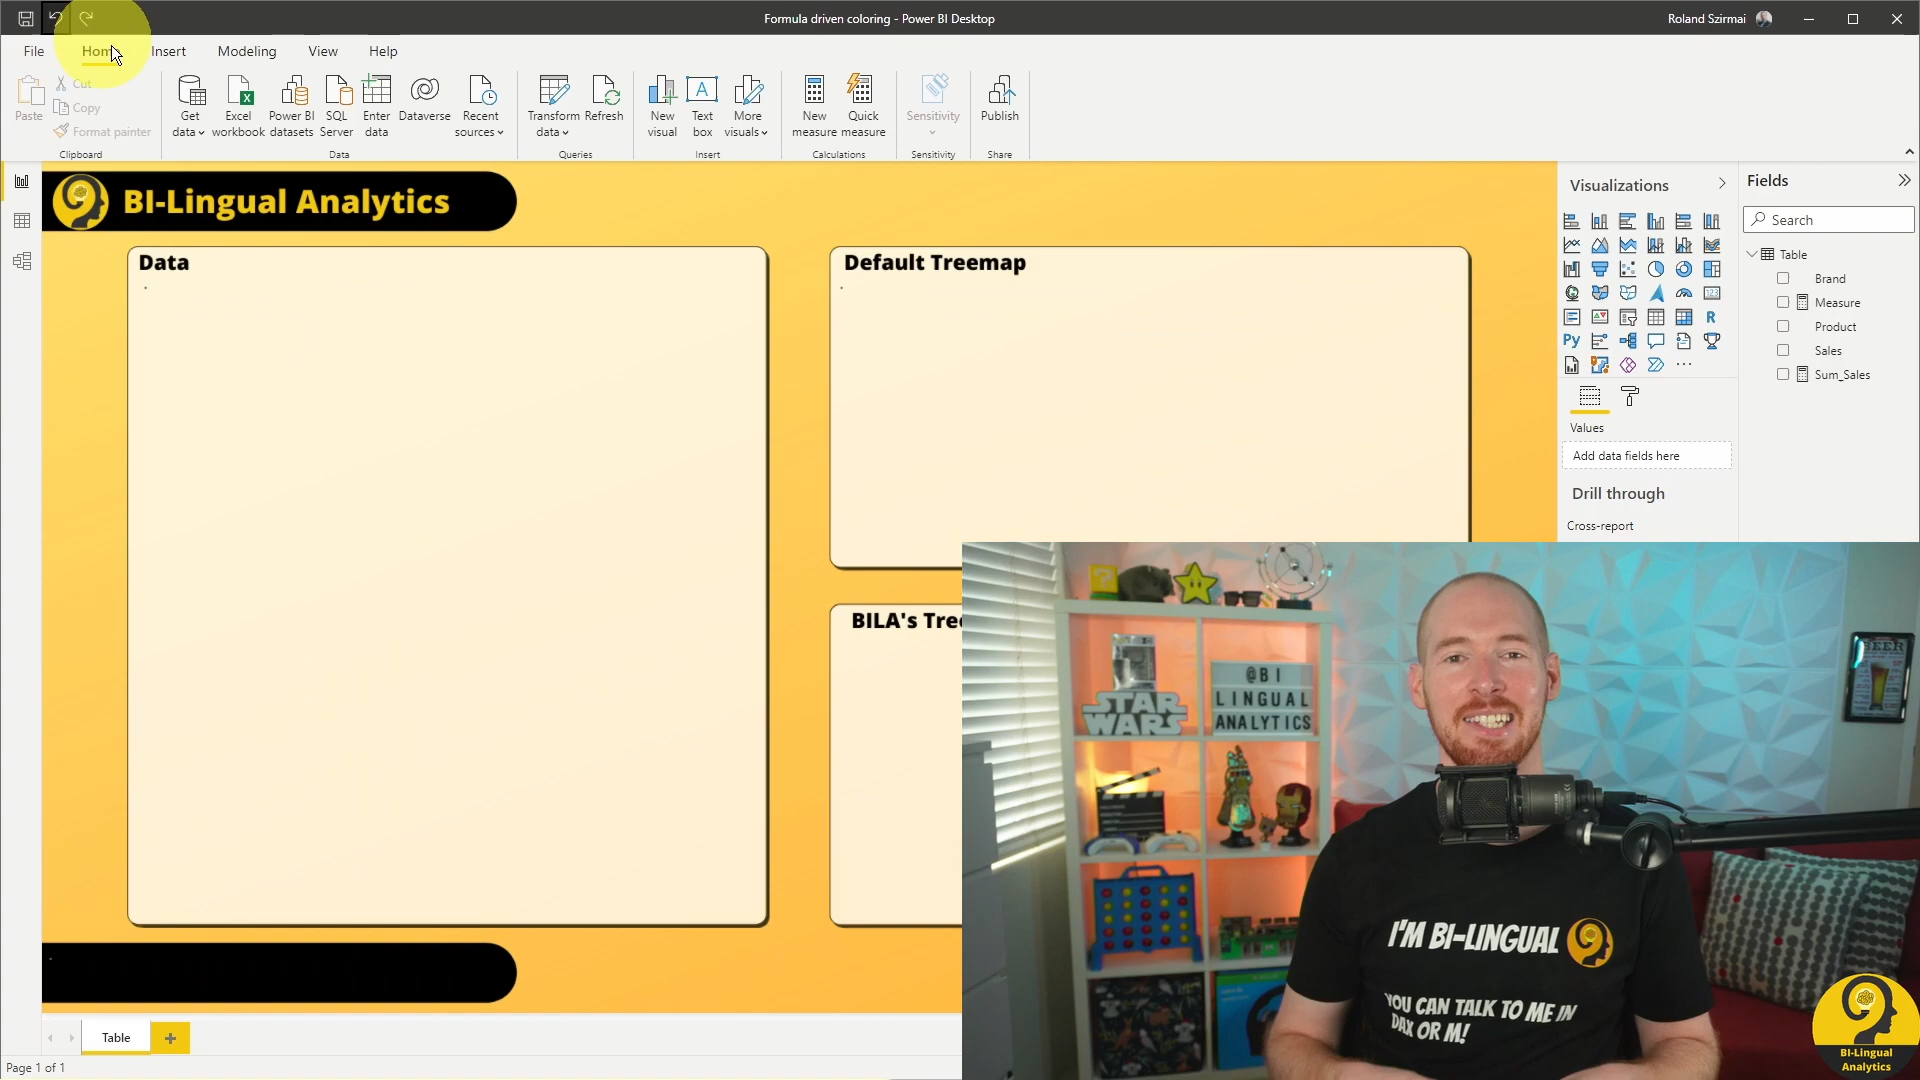 Formula driven coloring - Power BI Desktop
Roland Szirmai
File
Home
Insert
Modeling
View
Help
Paste
Cut
Copy
Format painter
Clipboard
Get data
Excel workbook
Power BI datasets
SQL Server
Enter data
Dataverse
Recent sources
Data
Transform data
Refresh
Queries
New visual
Text box
More visuals
Insert
New measure
Quick measure
Calculations
Sensitivity
Sensitivity
Publish
Share
BI-Lingual Analytics
Data
Default Treemap
BILA's Tree
Visualizations
R
Py
123
Values
Add data fields here
Drill through
Cross-report
Fields
Search
Table
Brand
Measure
Product
Sales
Sum_Sales
STAR
WARS
@BI
LINGUAL
ANALYTICS
BEER
I'M BI-LINGUAL
YOU CAN TALK TO ME IN
DAX OR M!
BI-Lingual
Analytics
Table
Page 1 of 1